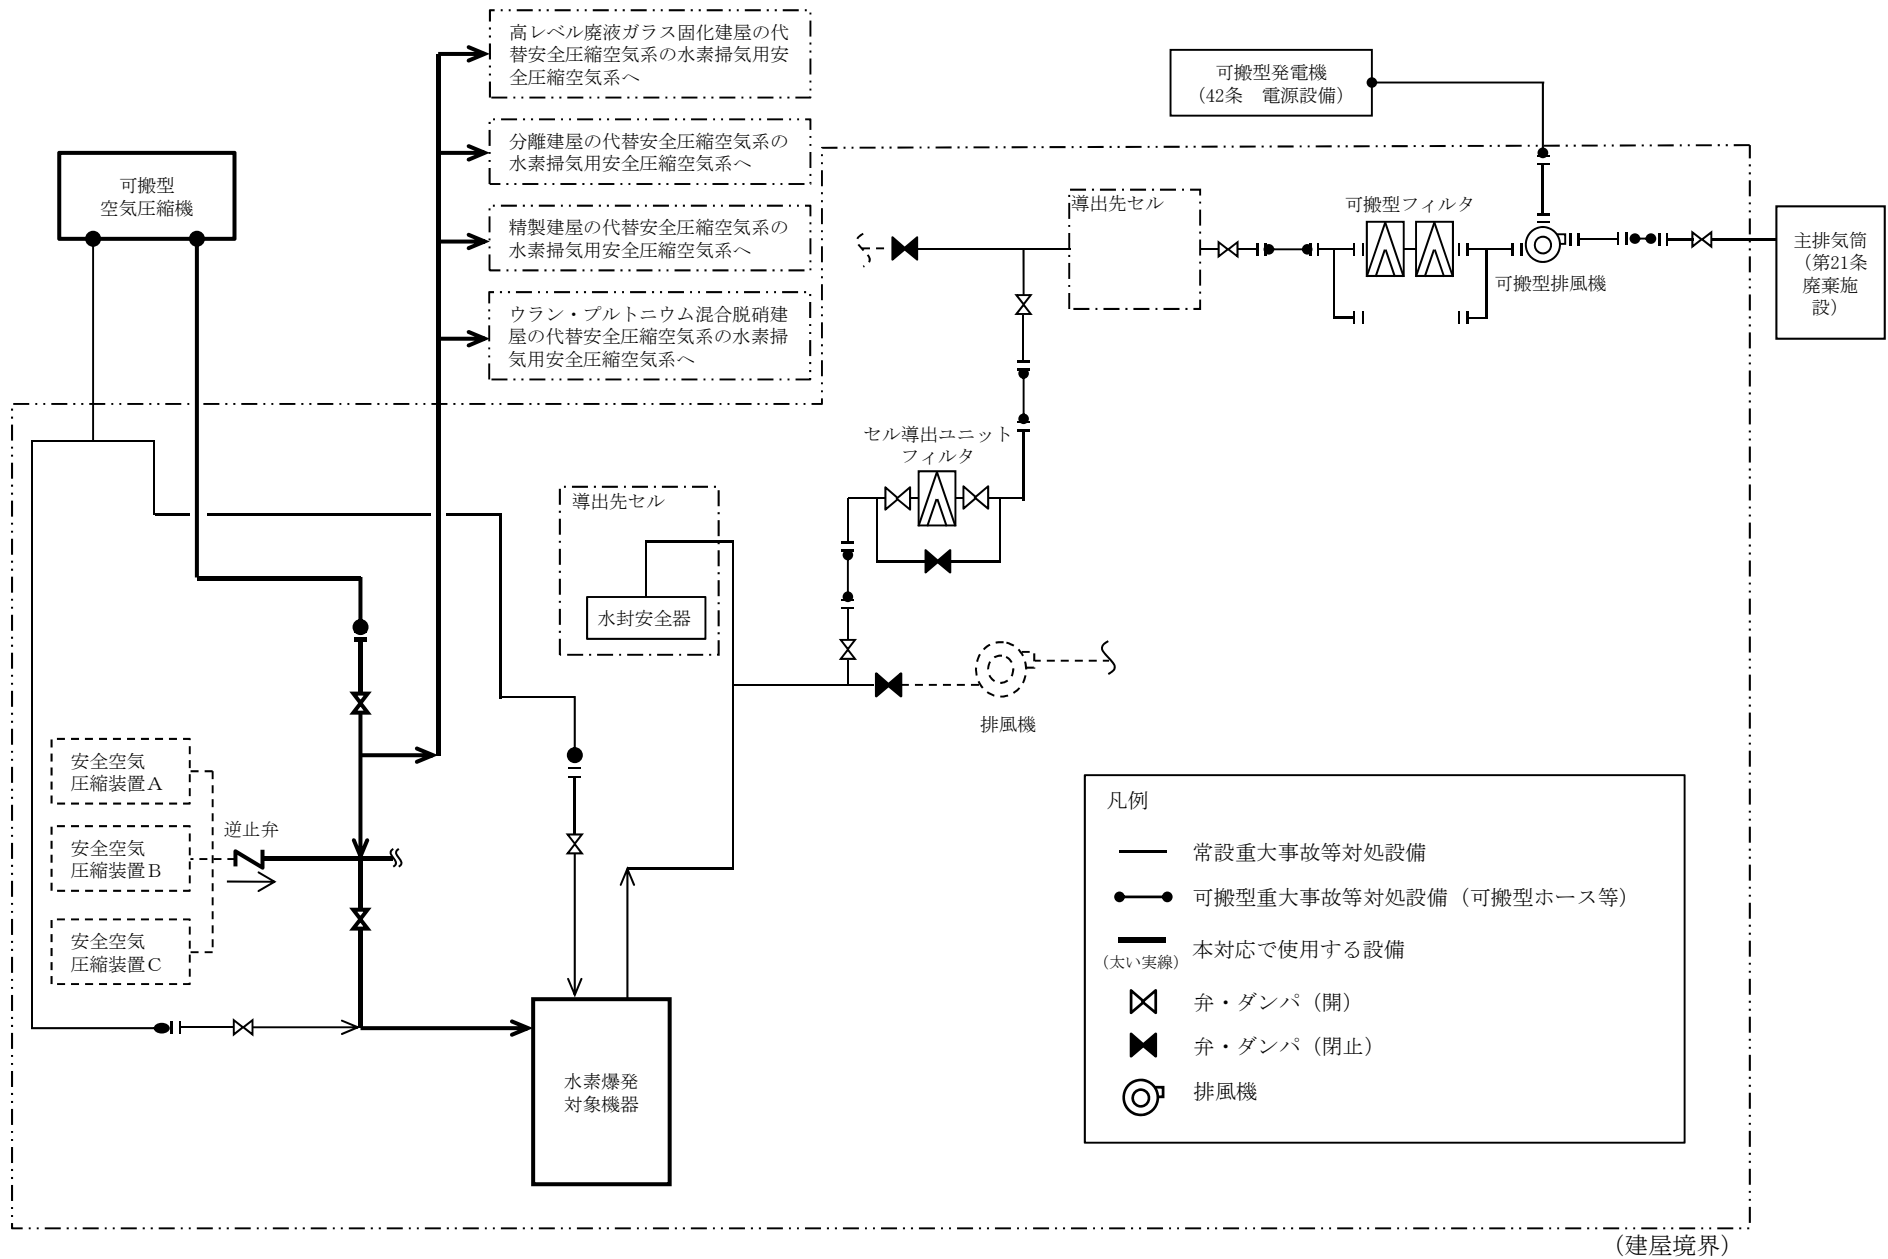 高レベル廃液ガラス固化建屋の代
替安全圧縮空気系の水素掃気用安
全圧縮空気系へ
分離建屋の代替安全圧縮空気系の
水素掃気用安全圧縮空気系へ
精製建屋の代替安全圧縮空気系の
水素掃気用安全圧縮空気系へ
ウラン・プルトニウム混合脱硝建
屋の代替安全圧縮空気系の水素掃
気用安全圧縮空気系へ
可搬型
空気圧縮機
可搬型発電機
（42条　電源設備）
導出先セル
可搬型フィルタ
可搬型排風機
主排気筒
（第21条
廃棄施
設）
セル導出ユニット
フィルタ
導出先セル
水封安全器
排風機
安全空気
圧縮装置A
安全空気
圧縮装置B
安全空気
圧縮装置C
逆止弁
水素爆発
対象機器
凡例
常設重大事故等対処設備
可搬型重大事故等対処設備（可搬型ホース等）
本対応で使用する設備
（太い実線）
弁・ダンパ（開）
弁・ダンパ（閉止）
排風機
（建屋境界）